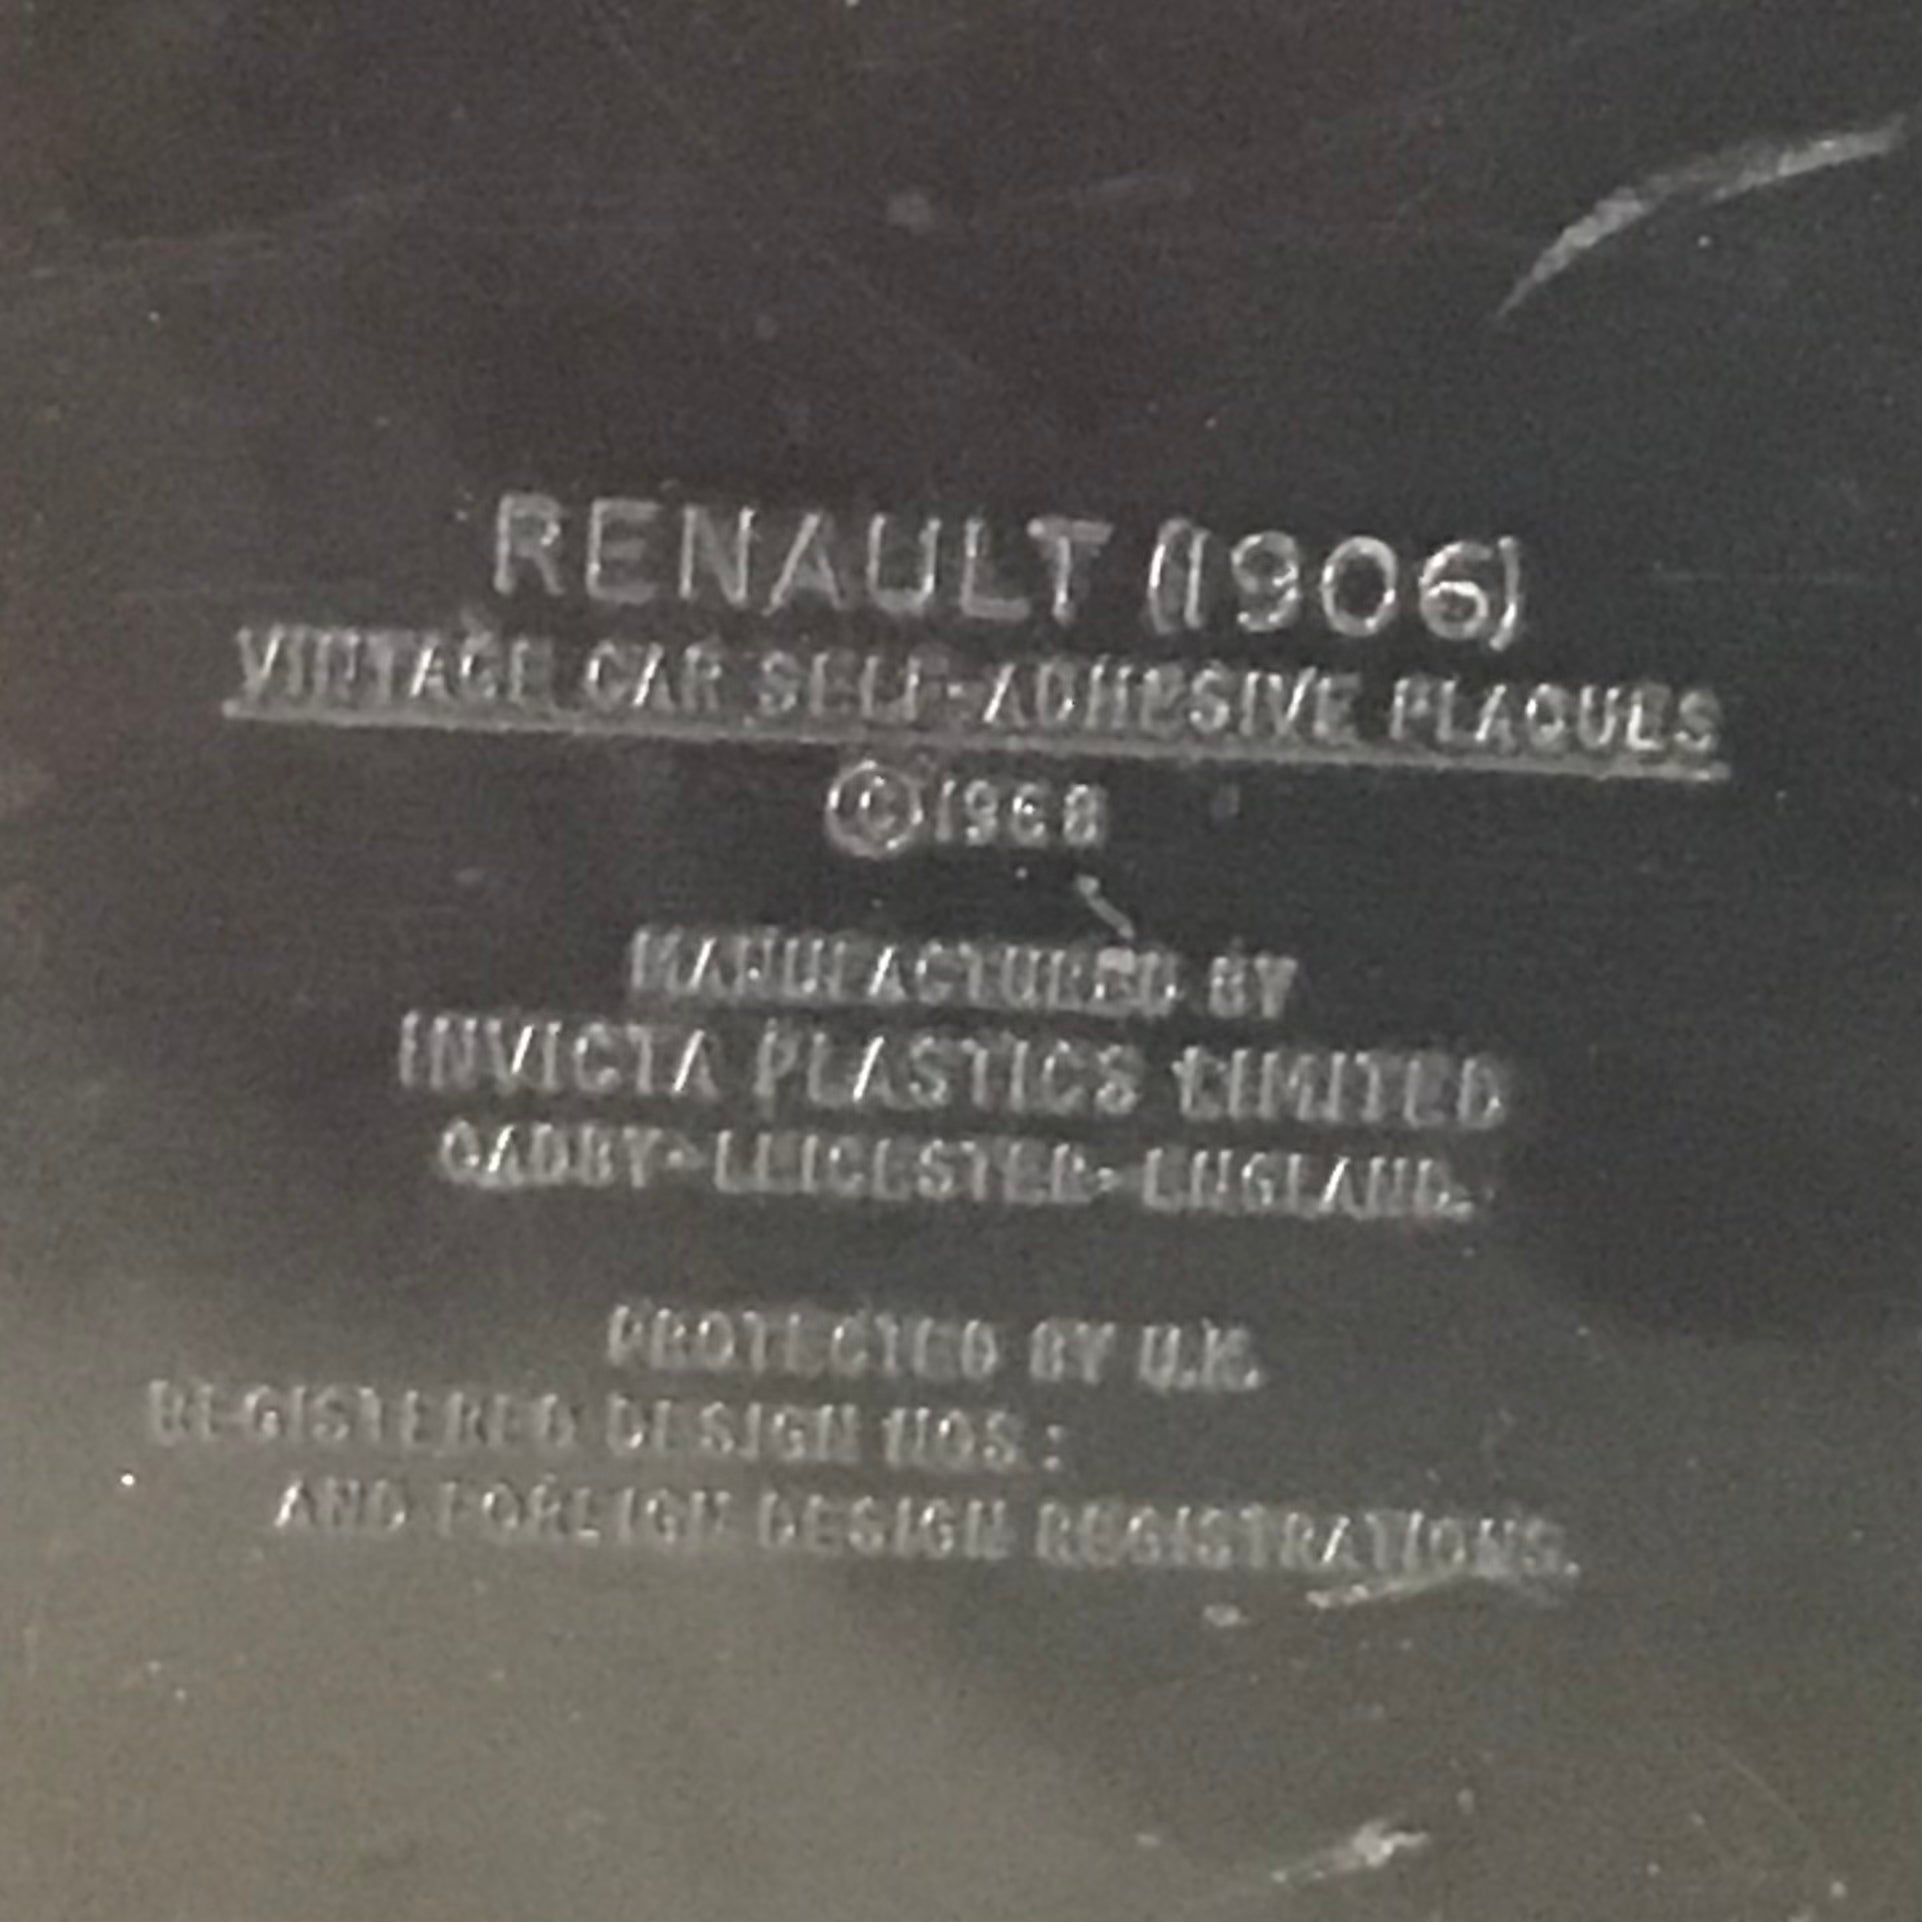 RENAULT (1906)
VINTAGE CAR SELF-ADHESIVE PLAQUES
©1968
MANUFACTURED BY
INVICTA PLASTICS LIMITED
OADBY-LEICESTER-ENGLAND.
PROTECTED BY U.K.
REGISTERED DESIGN NOS:
AND FOREIGN DESIGN REGISTRATIONS.